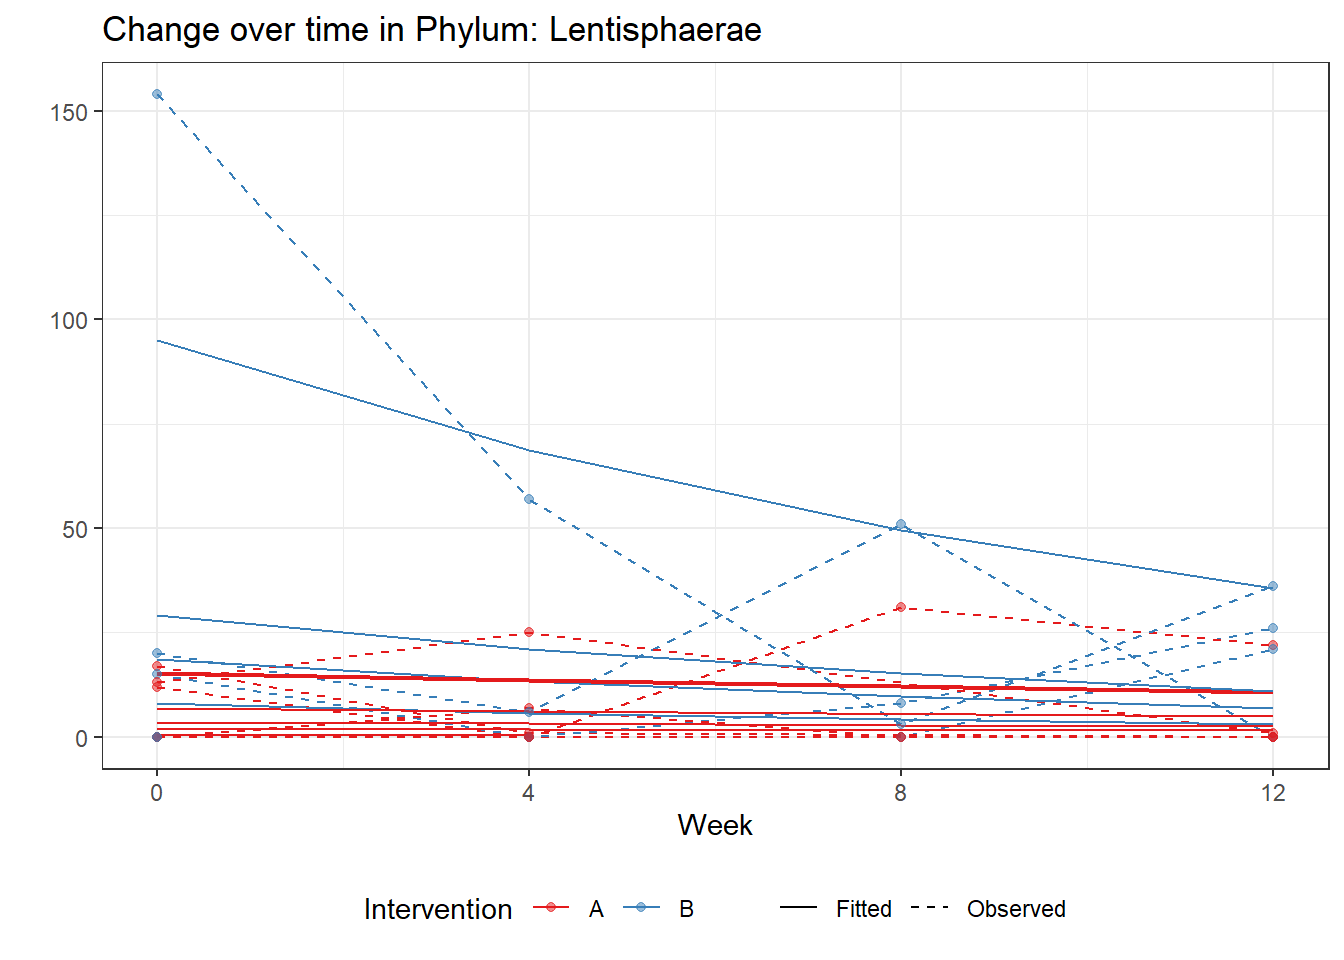 Change over time in Phylum: Lentisphaerae
150
100
50
0
0 4 8 12
Week
Intervention A B Fitted Observed